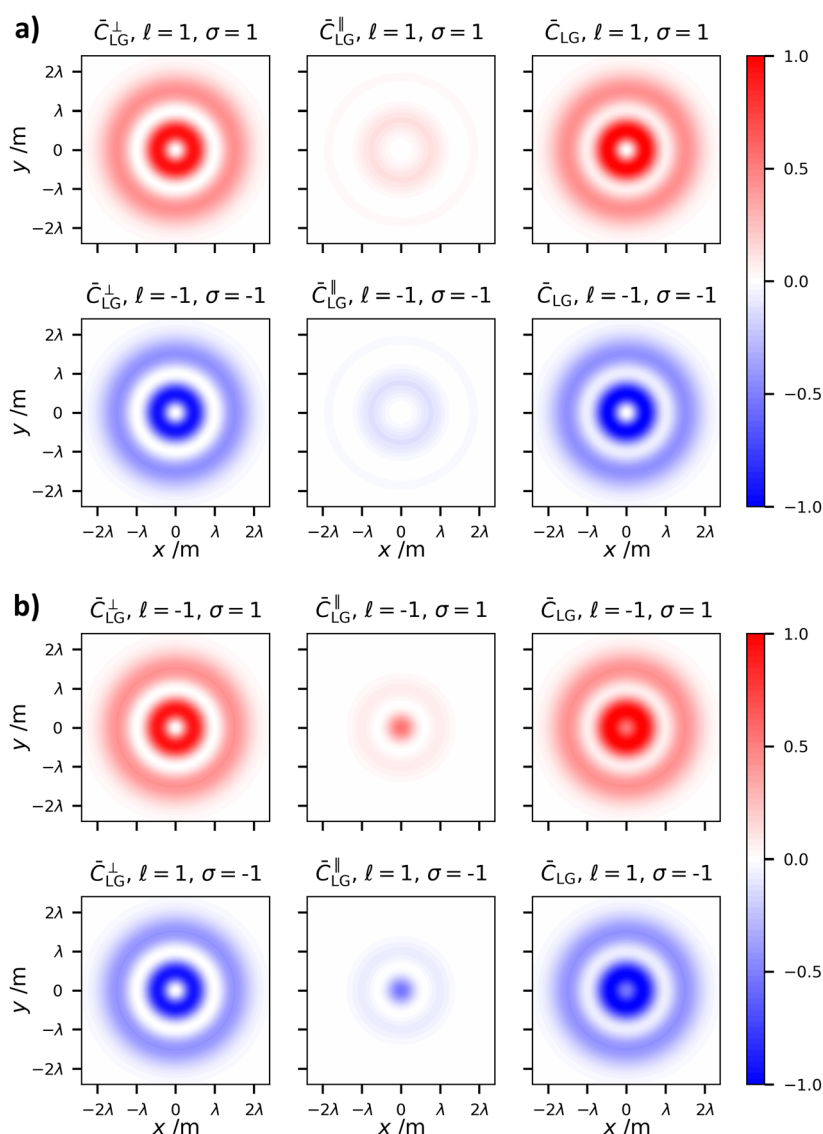 a)
C̄⊥LG, ℓ = 1, σ = 1 C̄∥LG, ℓ = 1, σ = 1 C̄LG, ℓ = 1, σ = 1
2λ
λ
0
−λ
−2λ
y /m
1.0
0.5
0.0
−0.5
−1.0
C̄⊥LG, ℓ = -1, σ = -1 C̄∥LG, ℓ = -1, σ = -1 C̄LG, ℓ = -1, σ = -1
2λ
λ
0
−λ
−2λ
y /m
−2λ −λ 0 λ 2λ −2λ −λ 0 λ 2λ −2λ −λ 0 λ 2λ
x /m x /m x /m
b)
C̄⊥LG, ℓ = -1, σ = 1 C̄∥LG, ℓ = -1, σ = 1 C̄LG, ℓ = -1, σ = 1
2λ
λ
0
−λ
−2λ
y /m
1.0
0.5
0.0
−0.5
−1.0
C̄⊥LG, ℓ = 1, σ = -1 C̄∥LG, ℓ = 1, σ = -1 C̄LG, ℓ = 1, σ = -1
2λ
λ
0
−λ
−2λ
y /m
−2λ −λ 0 λ 2λ −2λ −λ 0 λ 2λ −2λ −λ 0 λ 2λ
x /m x /m x /m